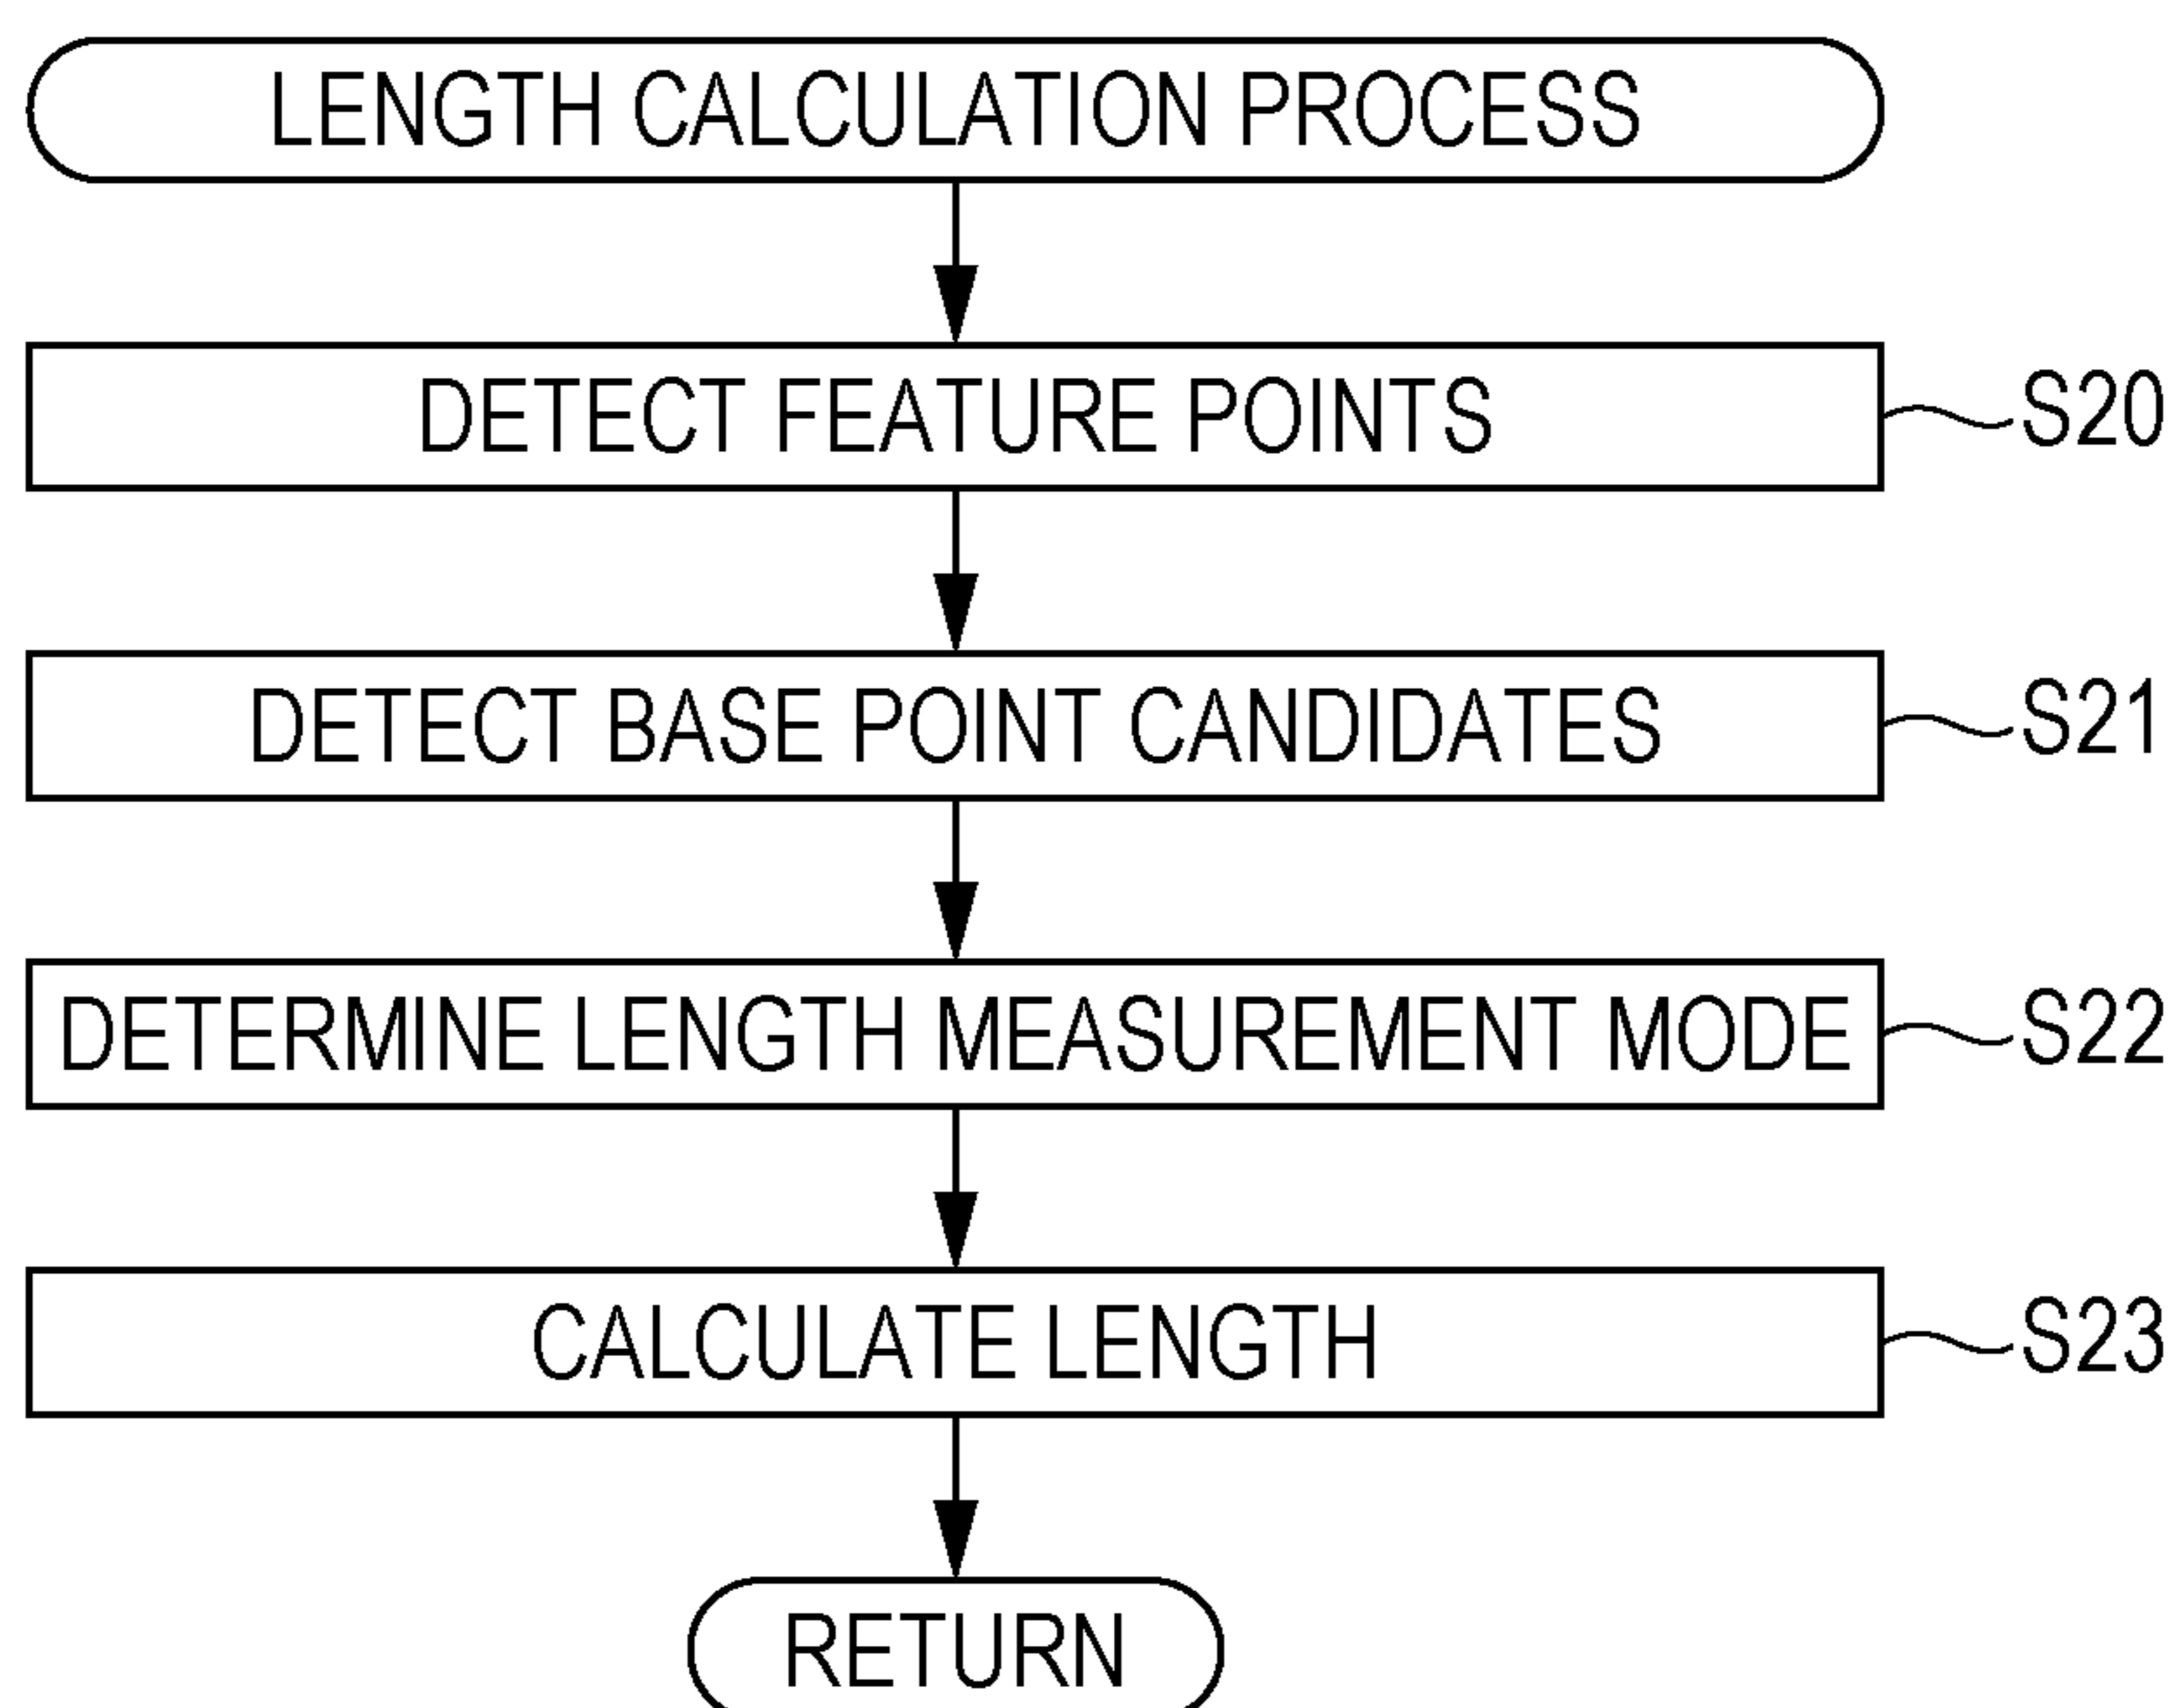 LENGTH CALCULATION PROCESS
DETECT FEATURE POINTS S20
DETECT BASE POINT CANDIDATES S21
DETERMINE LENGTH MEASUREMENT MODE S22
CALCULATE LENGTH S23
RETURN